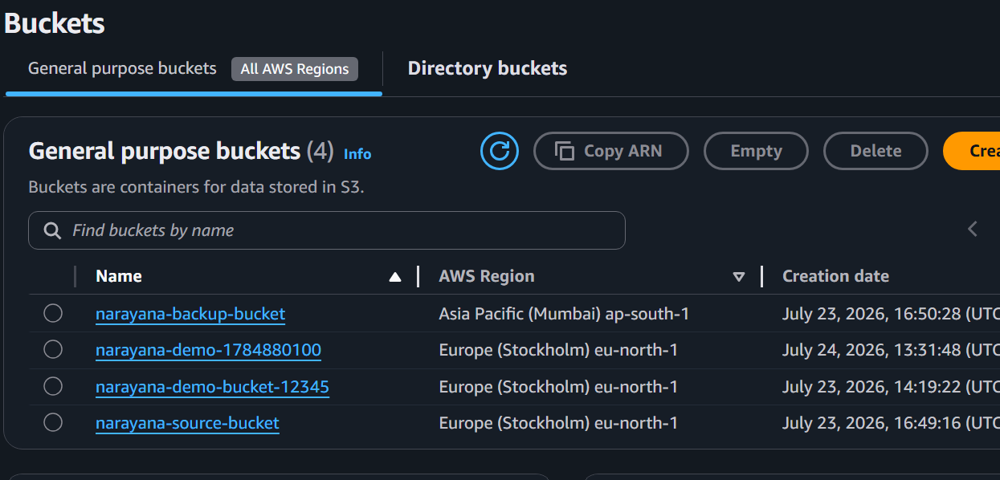 Buckets
General purpose buckets All AWS Regions Directory buckets
General purpose buckets (4) Info Copy ARN Empty Delete
Buckets are containers for data stored in S3.
Find buckets by name
Name AWS Region Creation date
narayana-backup-bucket Asia Pacific (Mumbai) ap-south-1 July 23, 2026, 16:50:28 (UTC
narayana-demo-1784880100 Europe (Stockholm) eu-north-1 July 24, 2026, 13:31:48 (UTC
narayana-demo-bucket-12345 Europe (Stockholm) eu-north-1 July 23, 2026, 14:19:22 (UTC
narayana-source-bucket Europe (Stockholm) eu-north-1 July 23, 2026, 16:49:16 (UTC